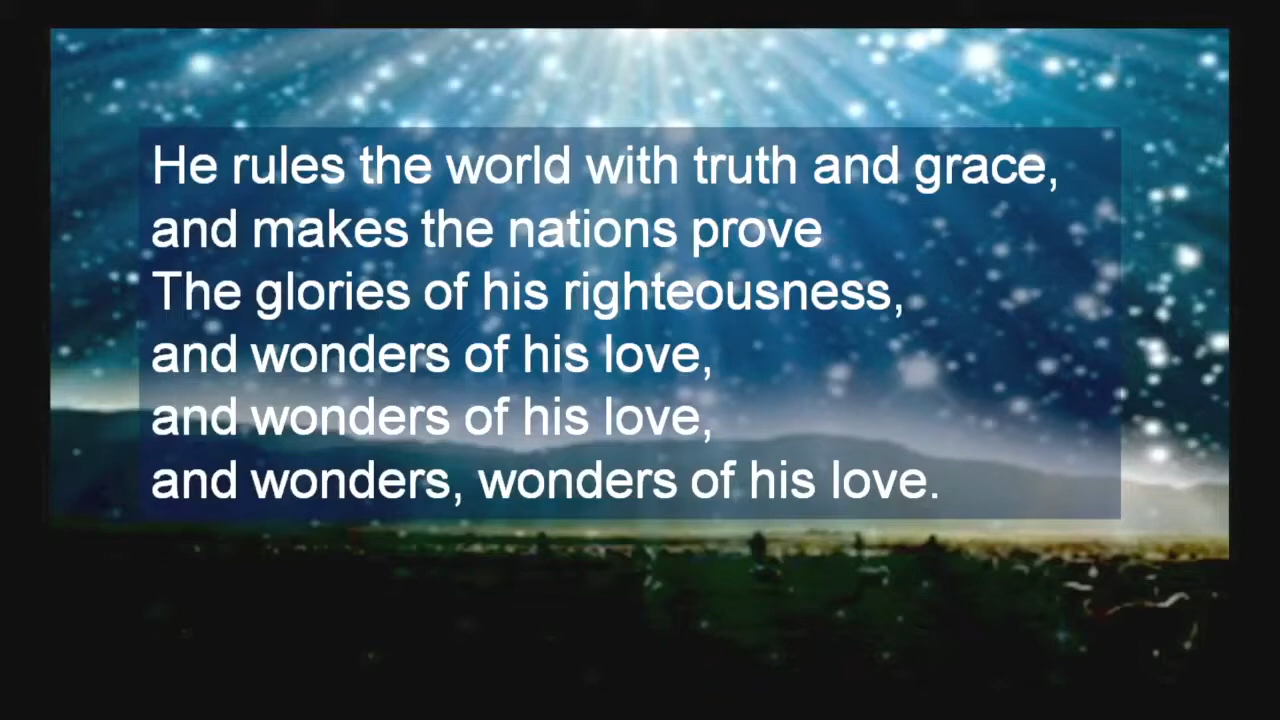 He rules the world with truth and grace,
and makes the nations prove
The glories of his righteousness,
and wonders of his love,
and wonders of his love,
and wonders, wonders of his love.